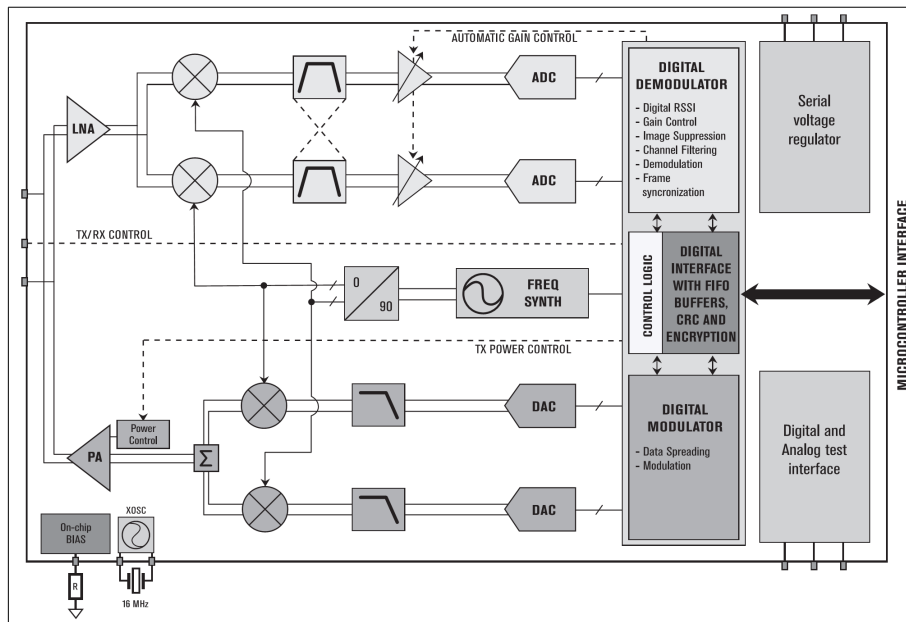 AUTOMATIC GAIN CONTROL
LNA
ADC
ADC
DIGITAL
DEMODULATOR
- Digital RSSI
- Gain Control
- Image Suppression
- Channel Filtering
- Demodulation
- Frame
syncronization
Serial
voltage
regulator
TX/RX CONTROL
0
90
FREQ
SYNTH
CONTROL LOGIC
DIGITAL
INTERFACE
WITH FIFO
BUFFERS,
CRC AND
ENCRYPTION
MICROCONTROLLER INTERFACE
TX POWER CONTROL
Power
Control
PA
Σ
DAC
DAC
DIGITAL
MODULATOR
- Data Spreading
- Modulation
Digital and
Analog test
interface
On-chip
BIAS
XOSC
R
16 MHz